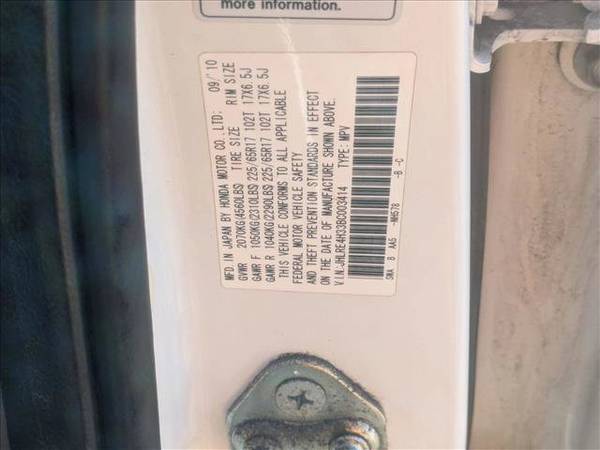 more information.
MFD. IN JAPAN BY HONDA MOTOR CO., LTD: 09/'10
GVWR 2070KG(4560LBS) TIRE SIZE RIM SIZE
GAWR F 1050KG(2310LBS)225/65R17 102T 17X6.5J
GAWR R 1040KG(2290LBS)225/65R17 102T 17X6.5J
THIS VEHICLE CONFORMS TO ALL APPLICABLE
FEDERAL MOTOR VEHICLE SAFETY
AND THEFT PREVENTION STANDARDS IN EFFECT
ON THE DATE OF MANUFACTURE SHOWN ABOVE.
V.I.N:JHLRE4H33BC003414 TYPE: MPV
SWA B AA6 -NH578 -B -C